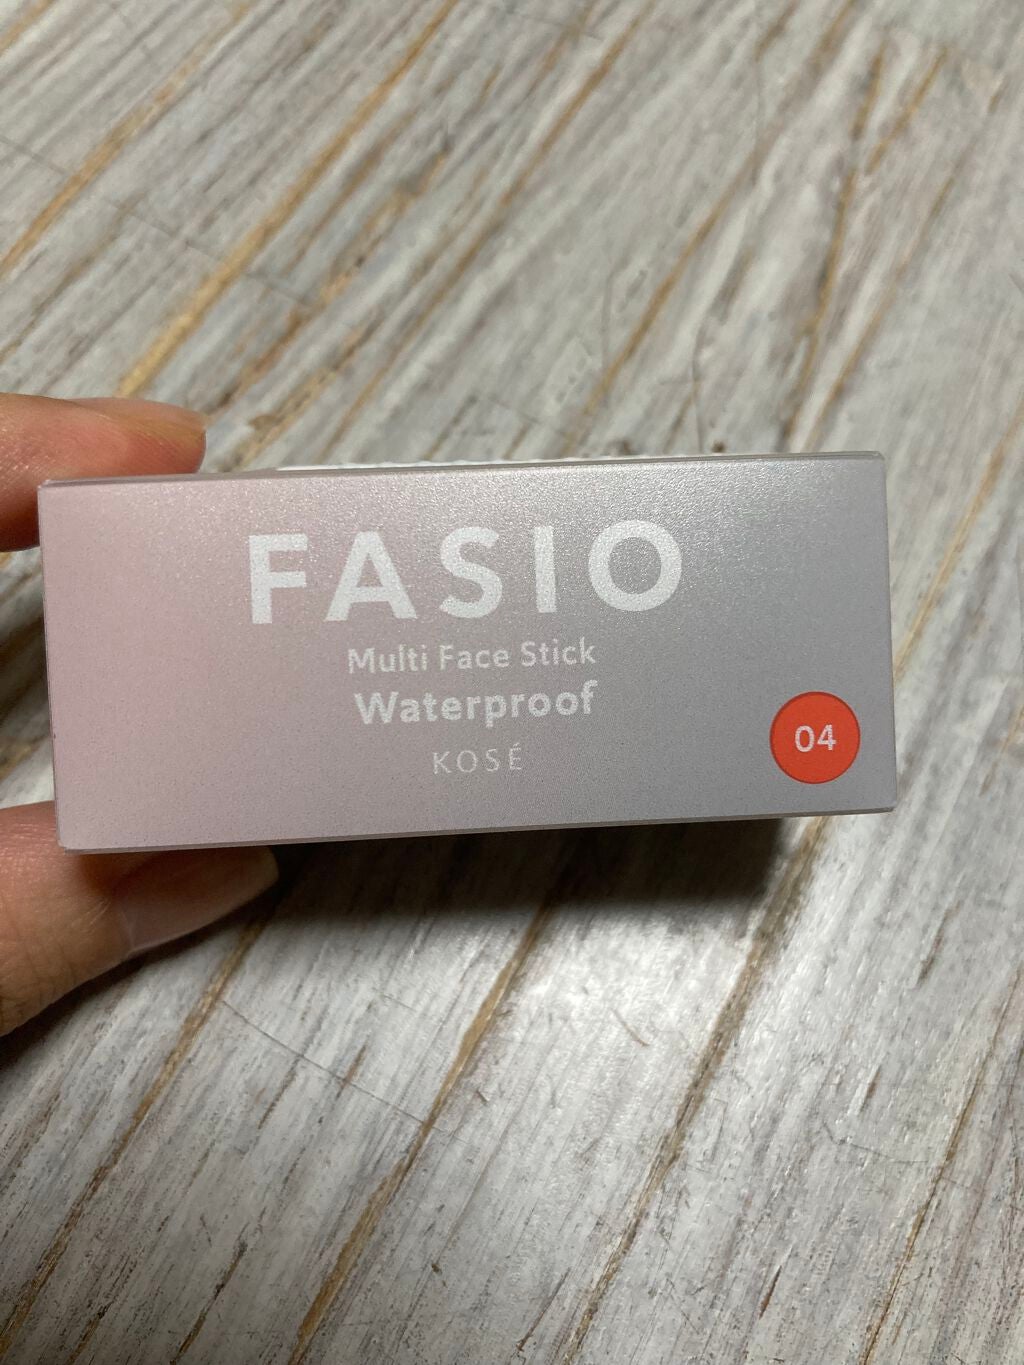 FASIO
Multi Face Stick
Waterproof
KOSÉ
04